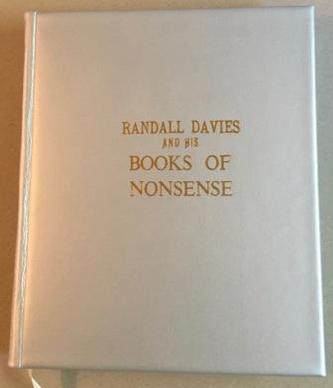 RANDALL DAVIES
AND HIS
BOOKS OF
NONSENSE